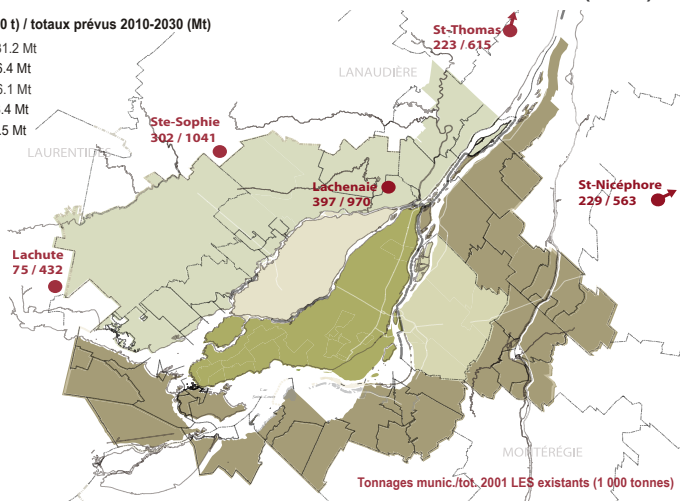 0 t) / totaux prévus 2010-2030 (Mt)
1.2 Mt
6.4 Mt
6.1 Mt
.4 Mt
.5 Mt
St-Thomas
223 / 615
LANAUDIÈRE
Ste-Sophie
302 / 1041
LAURENTIDES
Lachenaie
397 / 970
St-Nicéphore
229 / 563
Lachute
75 / 432
MONTÉRÉGIE
Tonnages munic./tot. 2001 LES existants (1 000 tonnes)